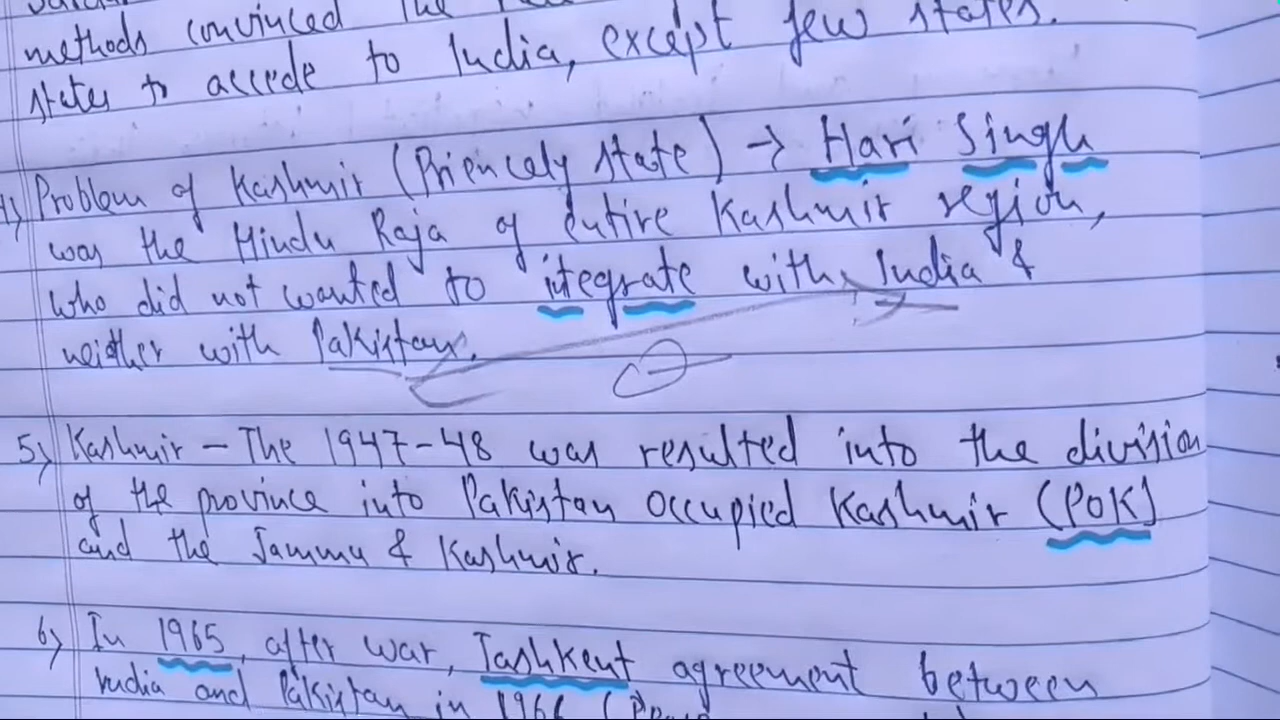 methods convinced the
states to accede to India, except few states.
4) Problem of Kashmir (Priencely state) → Hari Singh
was the Hindu Raja of entire Kashmir region,
who did not wanted to itegrate with India &
neither with Pakistan.
5) Kashmir – The 1947-48 was resulted into the division
of the province into Pakistan Occupied Kashmir (POK)
and the Jammu & Kashmir.
6) In 1965, after war, Tashkent agreement between
India and Pakistan in 1966